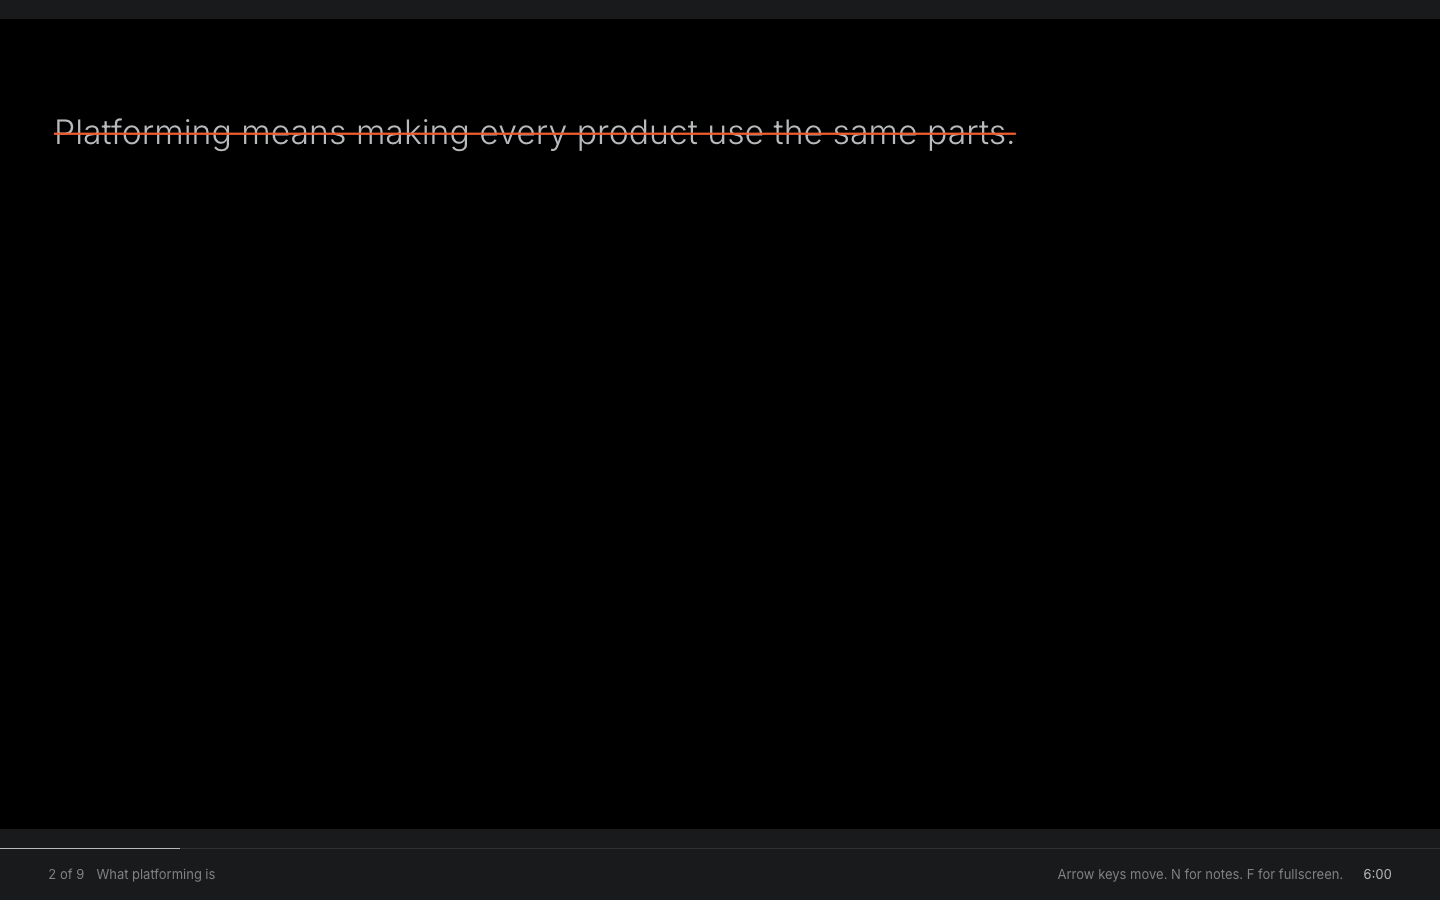 Platforming means making every product use the same parts.
2 of 9 What platforming is
Arrow keys move. N for notes. F for fullscreen. 6:00